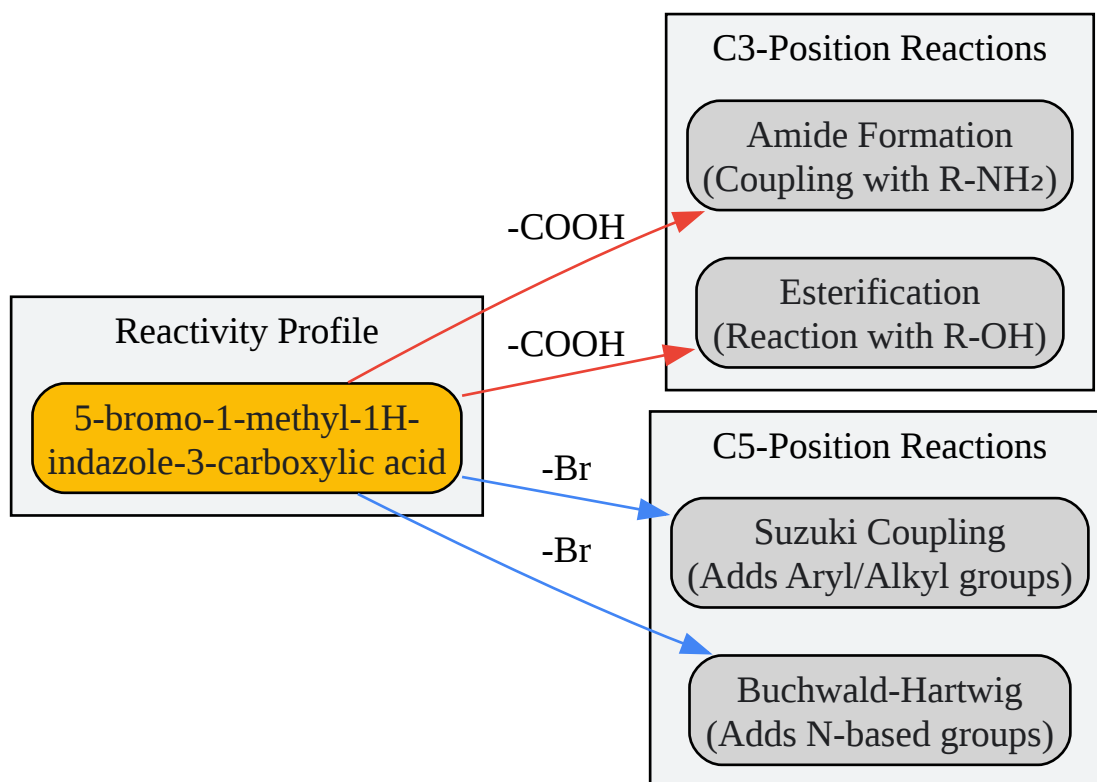 Reactivity Profile
5-bromo-1-methyl-1H-
indazole-3-carboxylic acid
-COOH
-COOH
-Br
-Br
C3-Position Reactions
Amide Formation
(Coupling with R-NH₂)
Esterification
(Reaction with R-OH)
C5-Position Reactions
Suzuki Coupling
(Adds Aryl/Alkyl groups)
Buchwald-Hartwig
(Adds N-based groups)